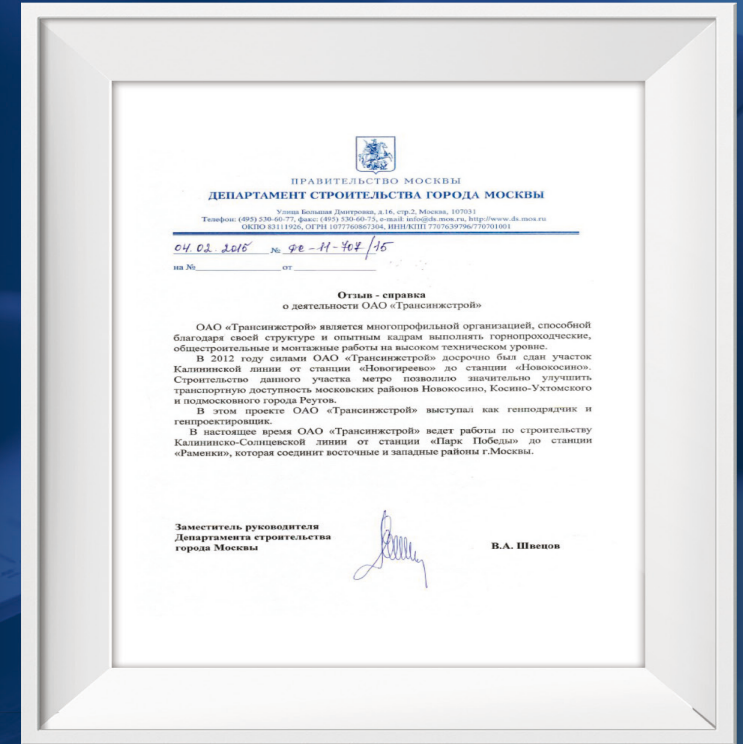 ПРАВИТЕЛЬСТВО МОСКВЫ
ДЕПАРТАМЕНТ СТРОИТЕЛЬСТВА ГОРОДА МОСКВЫ
Улица Большая Дмитровка, д.16, стр.2, Москва, 107031
Телефон: (495) 530-60-77, факс: (495) 530-60-75, e-mail: info@ds.mos.ru, http://www.ds.mos.ru
ОКПО 83111926, ОГРН 1077760867304, ИНН/КПП 7707639796/770701001
04.02.2015 № ФС-11-707/15
на № от
Отзыв - справка
о деятельности ОАО «Трансинжстрой»
ОАО «Трансинжстрой» является многопрофильной организацией, способной
благодаря своей структуре и опытным кадрам выполнять горнопроходческие,
общестроительные и монтажные работы на высоком техническом уровне.
В 2012 году силами ОАО «Трансинжстрой» досрочно был сдан участок
Калининской линии от станции «Новогиреево» до станции «Новокосино».
Строительство данного участка метро позволило значительно улучшить
транспортную доступность московских районов Новокосино, Косино-Ухтомского
и подмосковного города Реутов.
В этом проекте ОАО «Трансинжстрой» выступал как генподрядчик и
генпроектировщик.
В настоящее время ОАО «Трансинжстрой» ведет работы по строительству
Калининско-Солнцевской линии от станции «Парк Победы» до станции
«Раменки», которая соединит восточные и западные районы г.Москвы.
Заместитель руководителя
Департамента строительства
города Москвы В.А. Швецов